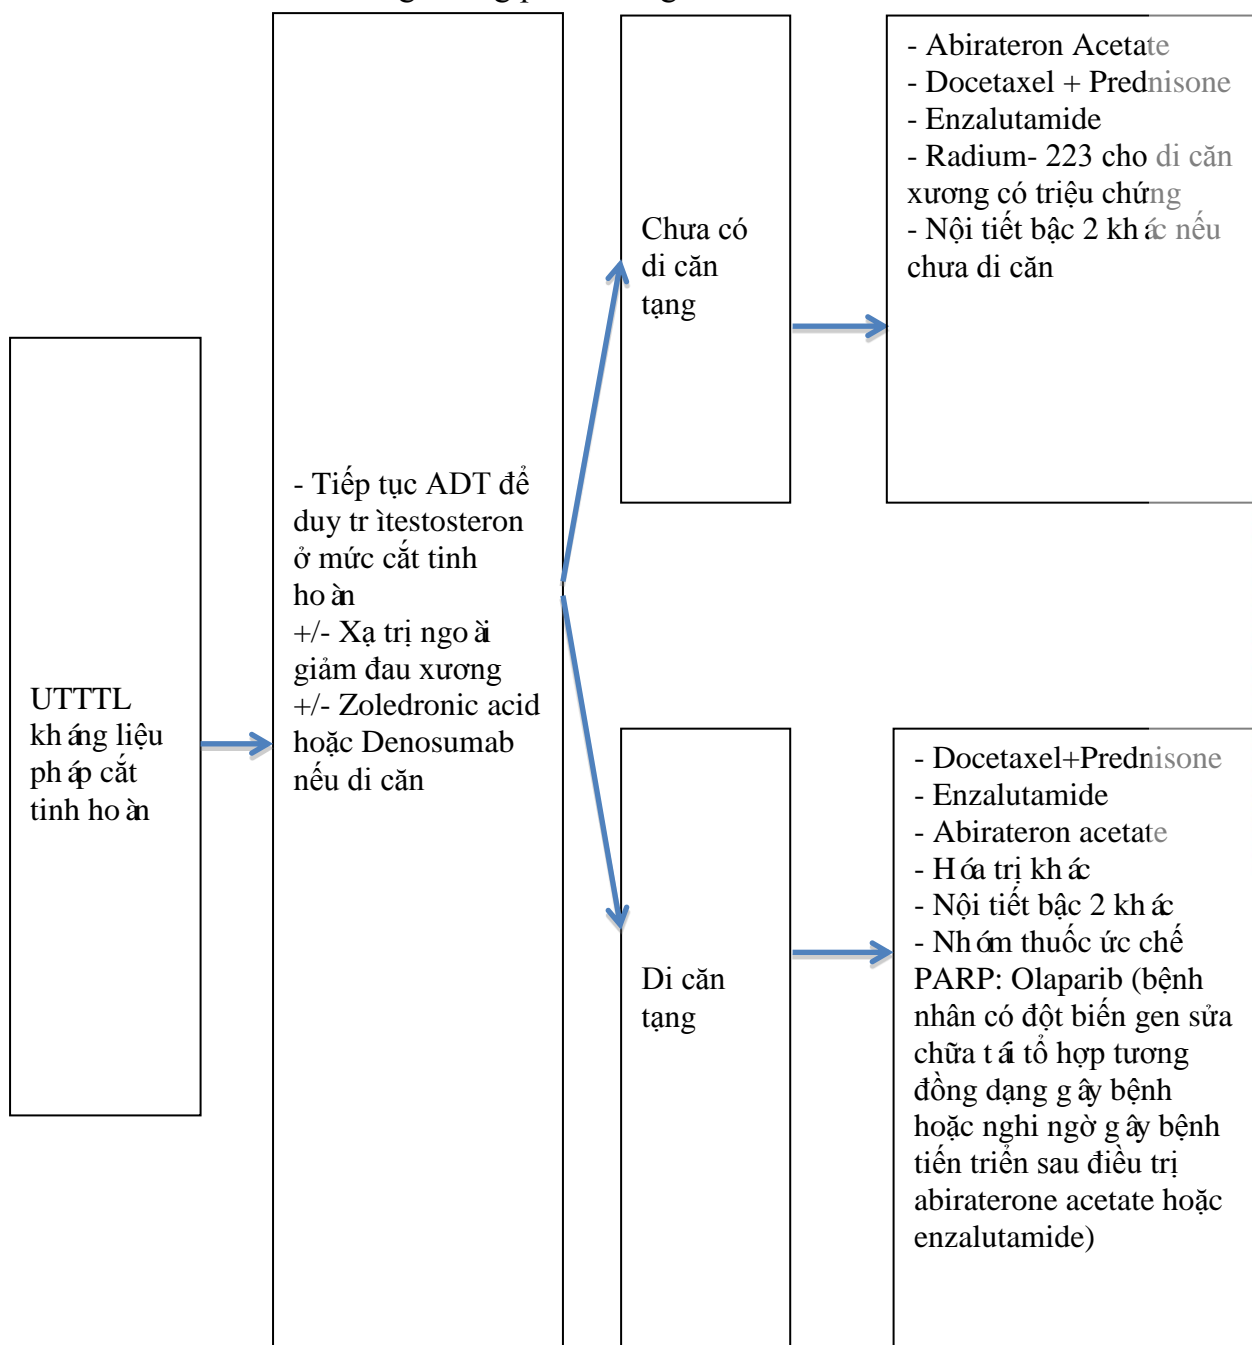 UTTTL
kháng liệu
pháp cắt
tinh hoàn
- Tiếp tục ADT để
duy trì testosteron
ở mức cắt tinh
hoàn
+/- Xạ trị ngoài
giảm đau xương
+/- Zoledronic acid
hoặc Denosumab
nếu di căn
Chưa có
di căn
tạng
- Abirateron Acetate
- Docetaxel + Prednisone
- Enzalutamide
- Radium- 223 cho di căn
xương có triệu chứng
- Nội tiết bậc 2 khác nếu
chưa di căn
Di căn
tạng
- Docetaxel+Prednisone
- Enzalutamide
- Abirateron acetate
- Hóa trị khác
- Nội tiết bậc 2 khác
- Nhóm thuốc ức chế
PARP: Olaparib (bệnh
nhân có đột biến gen sửa
chữa tái tổ hợp tương
đồng dạng gây bệnh
hoặc nghi ngờ gây bệnh
tiến triển sau điều trị
abiraterone acetate hoặc
enzalutamide)